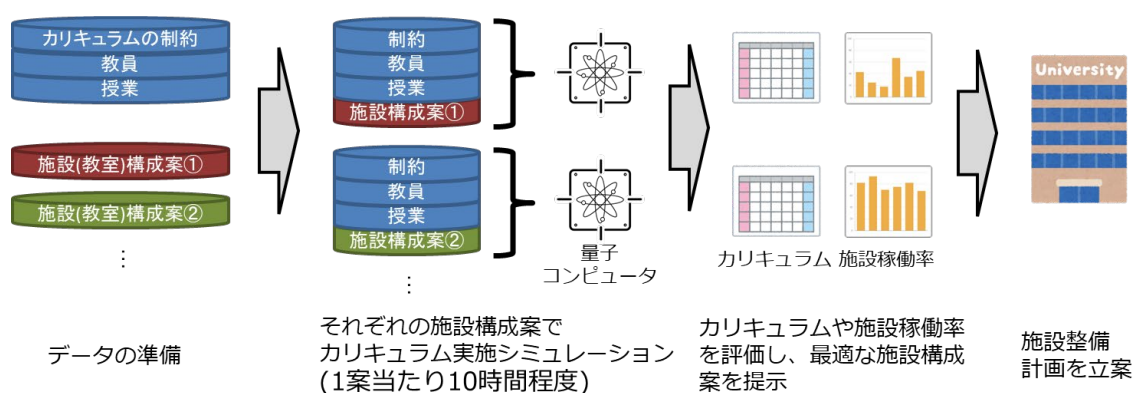 カリキュラムの制約
教員
授業
施設(教室)構成案①
施設(教室)構成案②
⋮
データの準備
制約
教員
授業
施設構成案①
制約
教員
授業
施設構成案②
⋮
量子
コンピュータ
それぞれの施設構成案で
カリキュラム実施シミュレーション
(1案当たり10時間程度)
カリキュラム 施設稼働率
カリキュラムや施設稼働率
を評価し、最適な施設構成
案を提示
University
施設整備
計画を立案